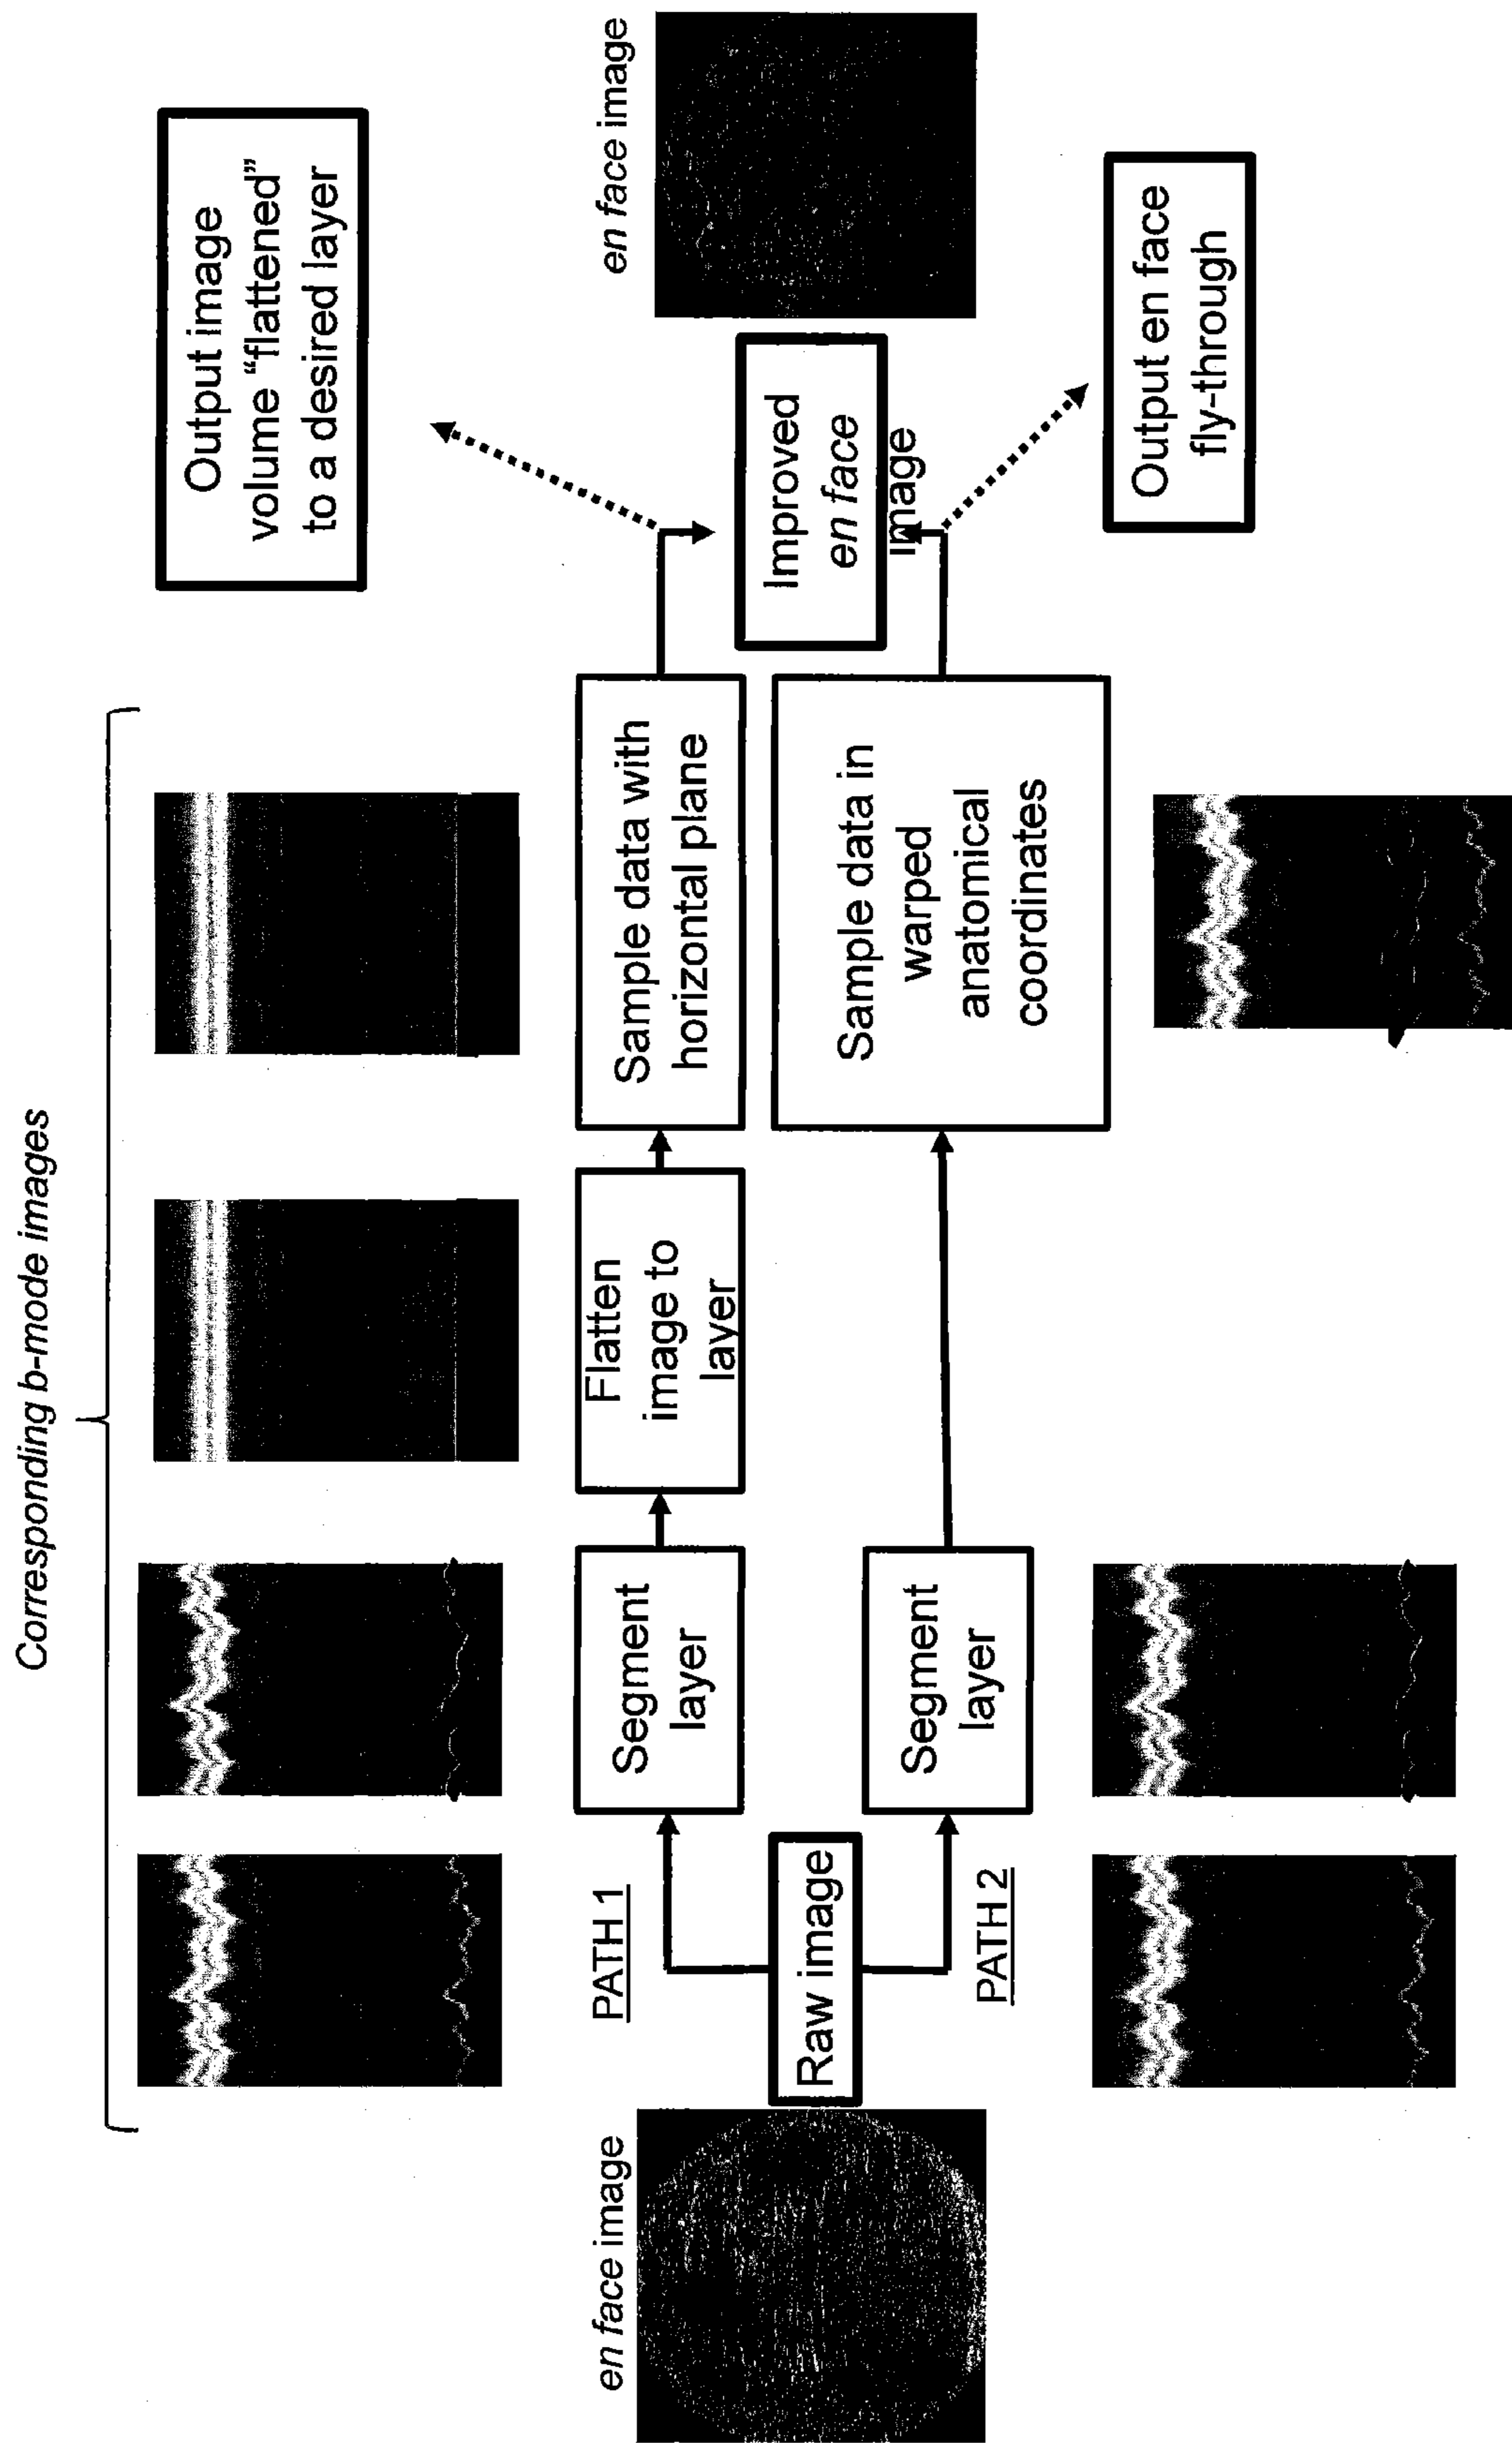 Corresponding b-mode images
en face image
Raw image
PATH 1
Segment
layer
Flatten
image to
layer
Sample data with
horizontal plane
PATH 2
Segment
layer
Sample data in
warped
anatomical
coordinates
Improved
en face
image
Output image
volume "flattened"
to a desired layer
Output en face
fly-through
en face image